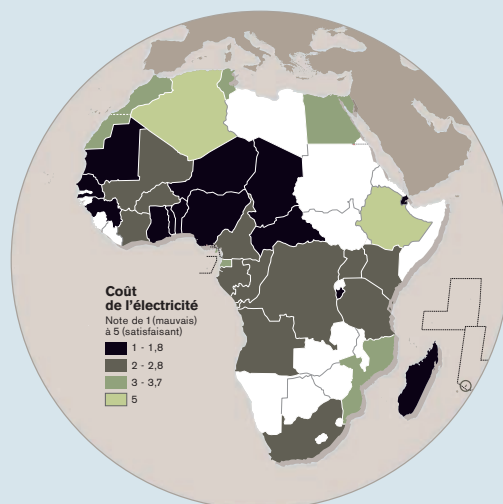 Coût
de l'électricité
Note de 1 (mauvais)
à 5 (satisfaisant)
1 - 1,8
2 - 2,8
3 - 3,7
5